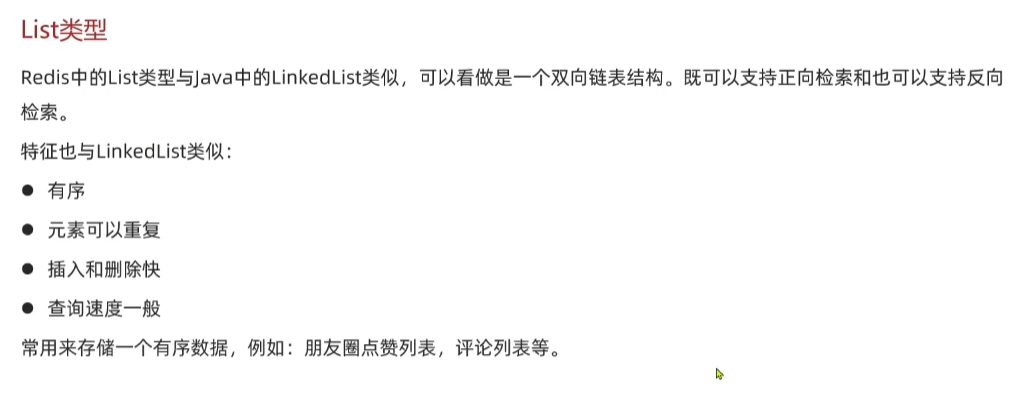 List类型
Redis中的List类型与Java中的LinkedList类似，可以看做是一个双向链表结构。既可以支持正向检索和也可以支持反向
检索。
特征也与LinkedList类似：
● 有序
● 元素可以重复
● 插入和删除快
● 查询速度一般
常用来存储一个有序数据，例如：朋友圈点赞列表，评论列表等。